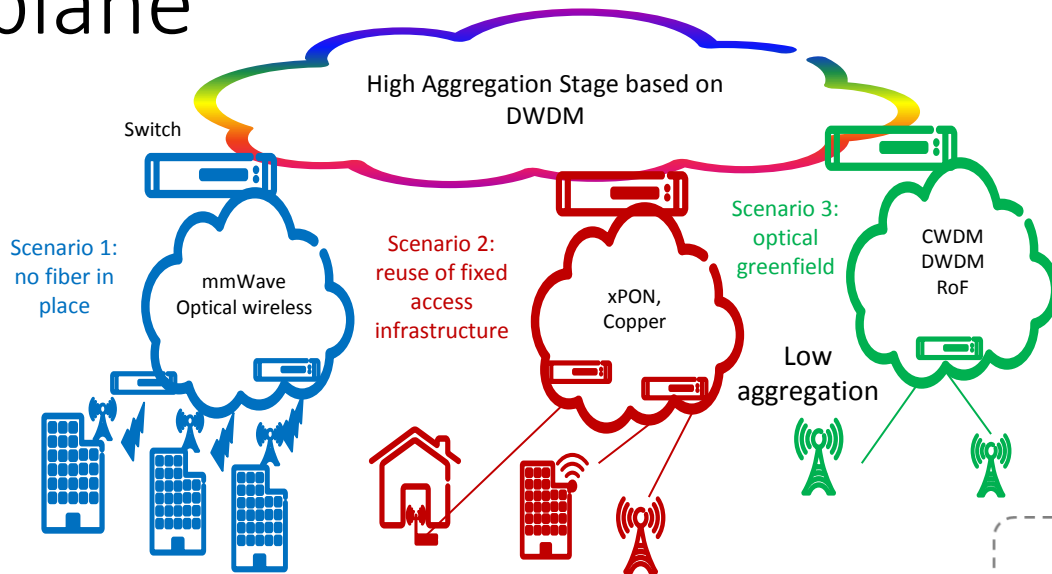 plane
High Aggregation Stage based on
DWDM
Switch
Scenario 1:
no fiber in
place
mmWave
Optical wireless
Scenario 2:
reuse of fixed
access
infrastructure
xPON,
Copper
Scenario 3:
optical
greenfield
CWDM
DWDM
RoF
Low
aggregation